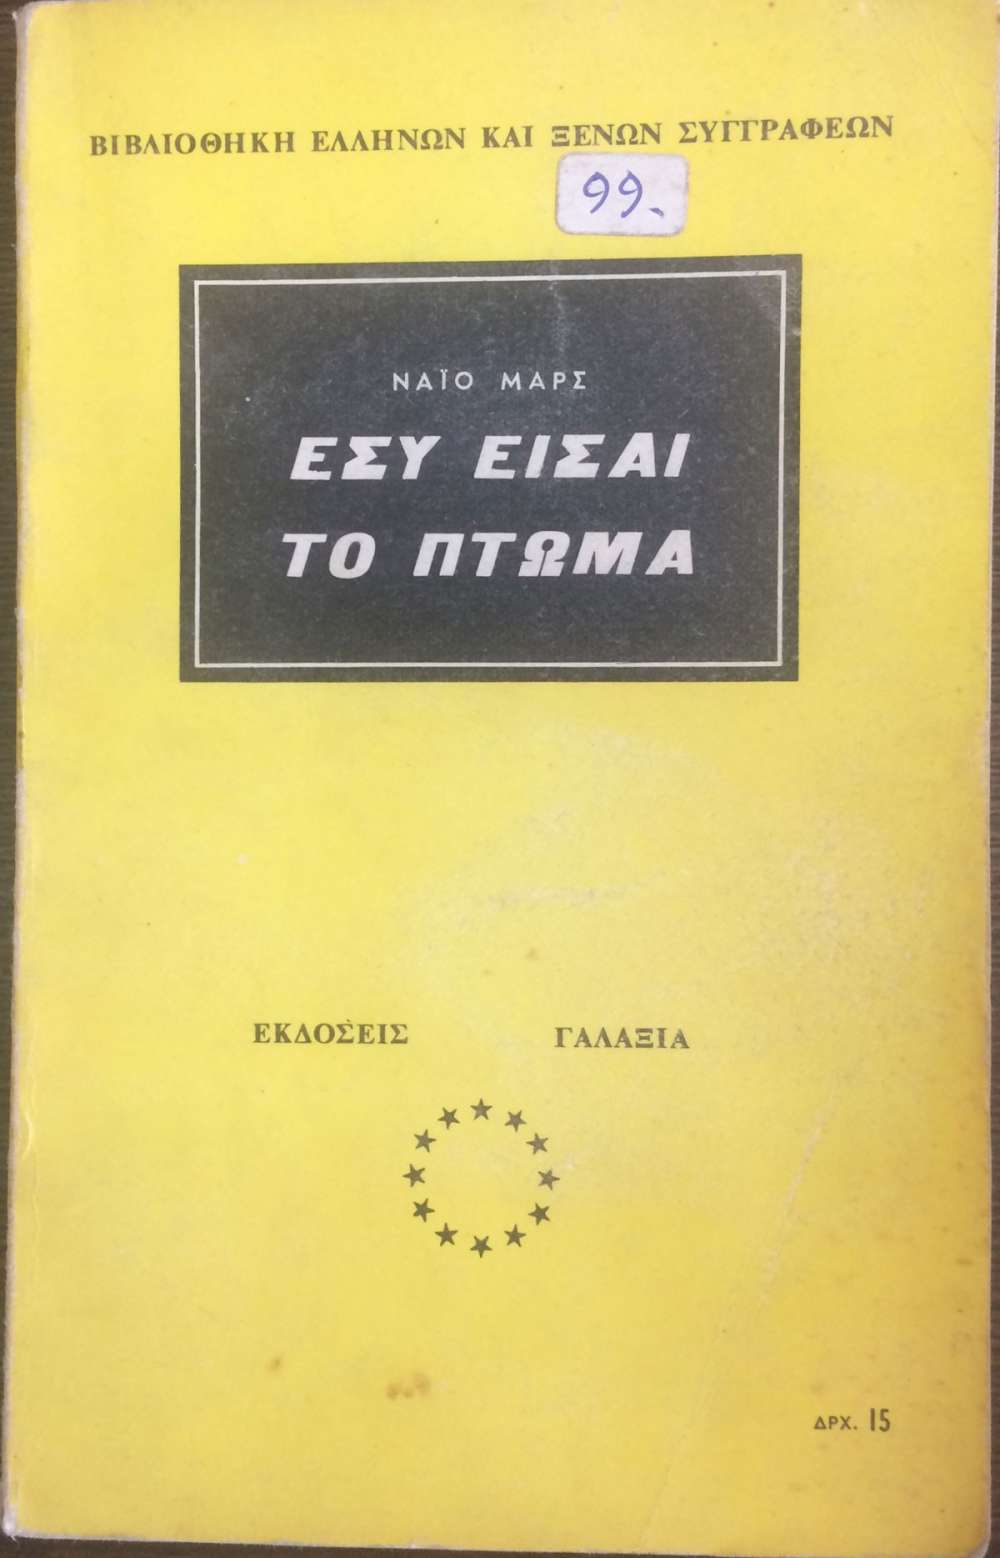 ΒΙΒΛΙΟΘΗΚΗ ΕΛΛΗΝΩΝ ΚΑΙ ΞΕΝΩΝ ΣΥΓΓΡΑΦΕΩΝ
99.
ΝΑΪΟ ΜΑΡΣ
ΕΣΥ ΕΙΣΑΙ
ΤΟ ΠΤΩΜΑ
ΕΚΔΟΣΕΙΣ ΓΑΛΑΞΙΑ
ΔΡΧ. 15